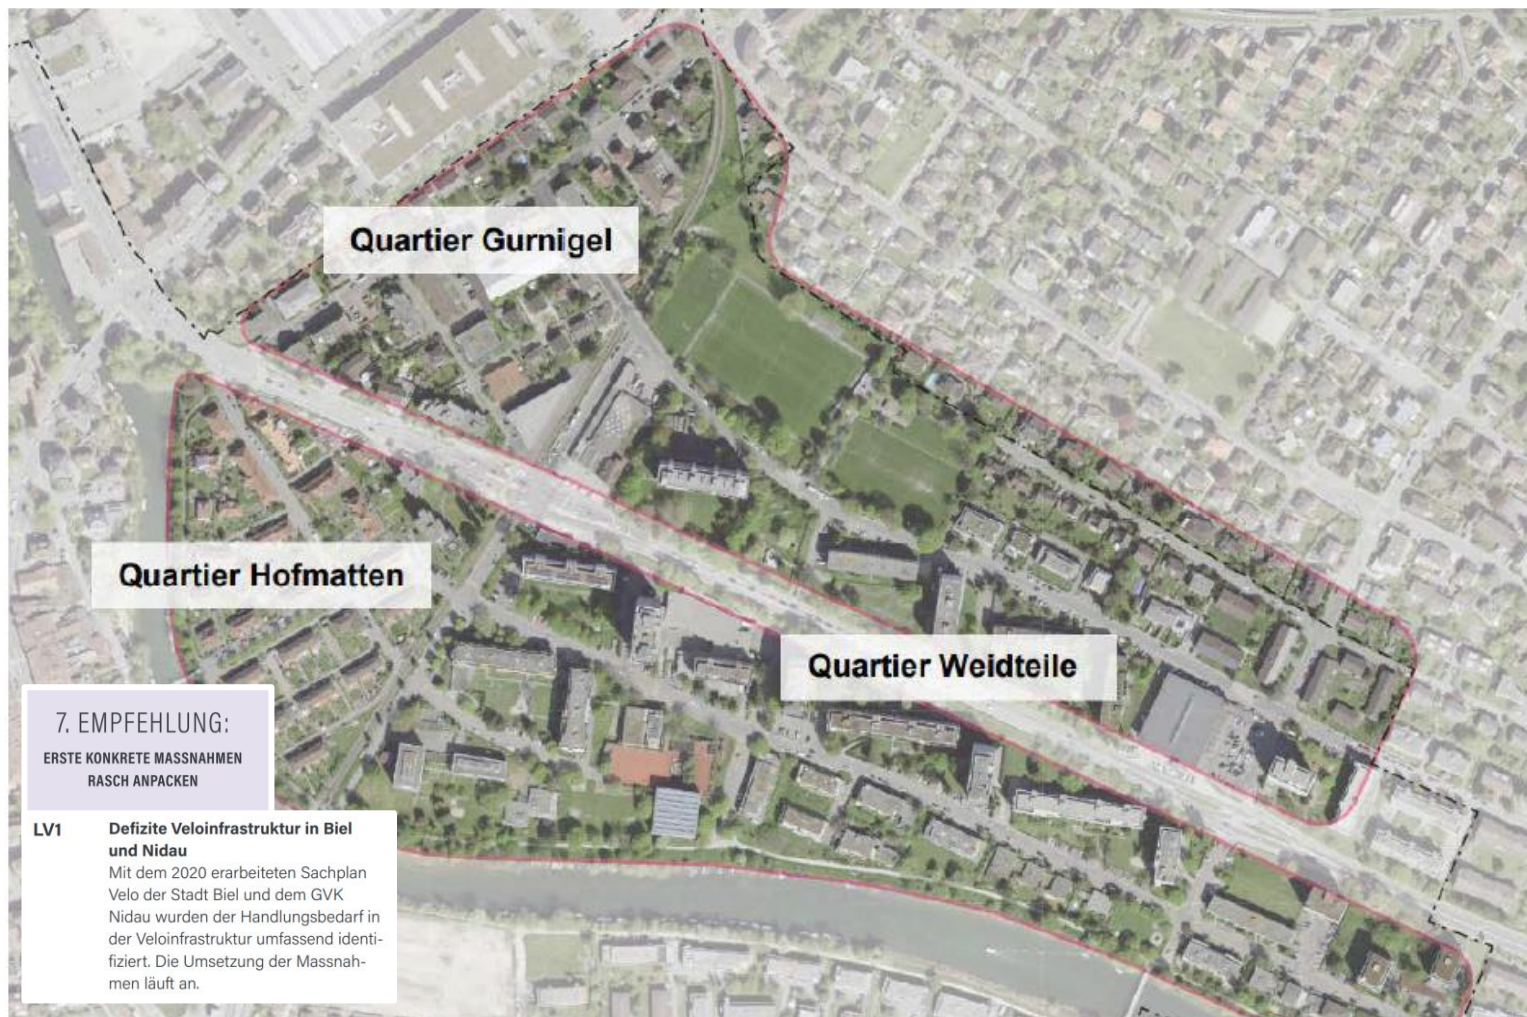 Quartier Gurnigel
Quartier Hofmatten
Quartier Weidteile
7. EMPFEHLUNG:
ERSTE KONKRETE MASSNAHMEN
RASCH ANPACKEN
LV1 Defizite Veloinfrastruktur in Biel
und Nidau
Mit dem 2020 erarbeiteten Sachplan
Velo der Stadt Biel und dem GVK
Nidau wurden der Handlungsbedarf in
der Veloinfrastruktur umfassend identi-
fiziert. Die Umsetzung der Massnah-
men läuft an.